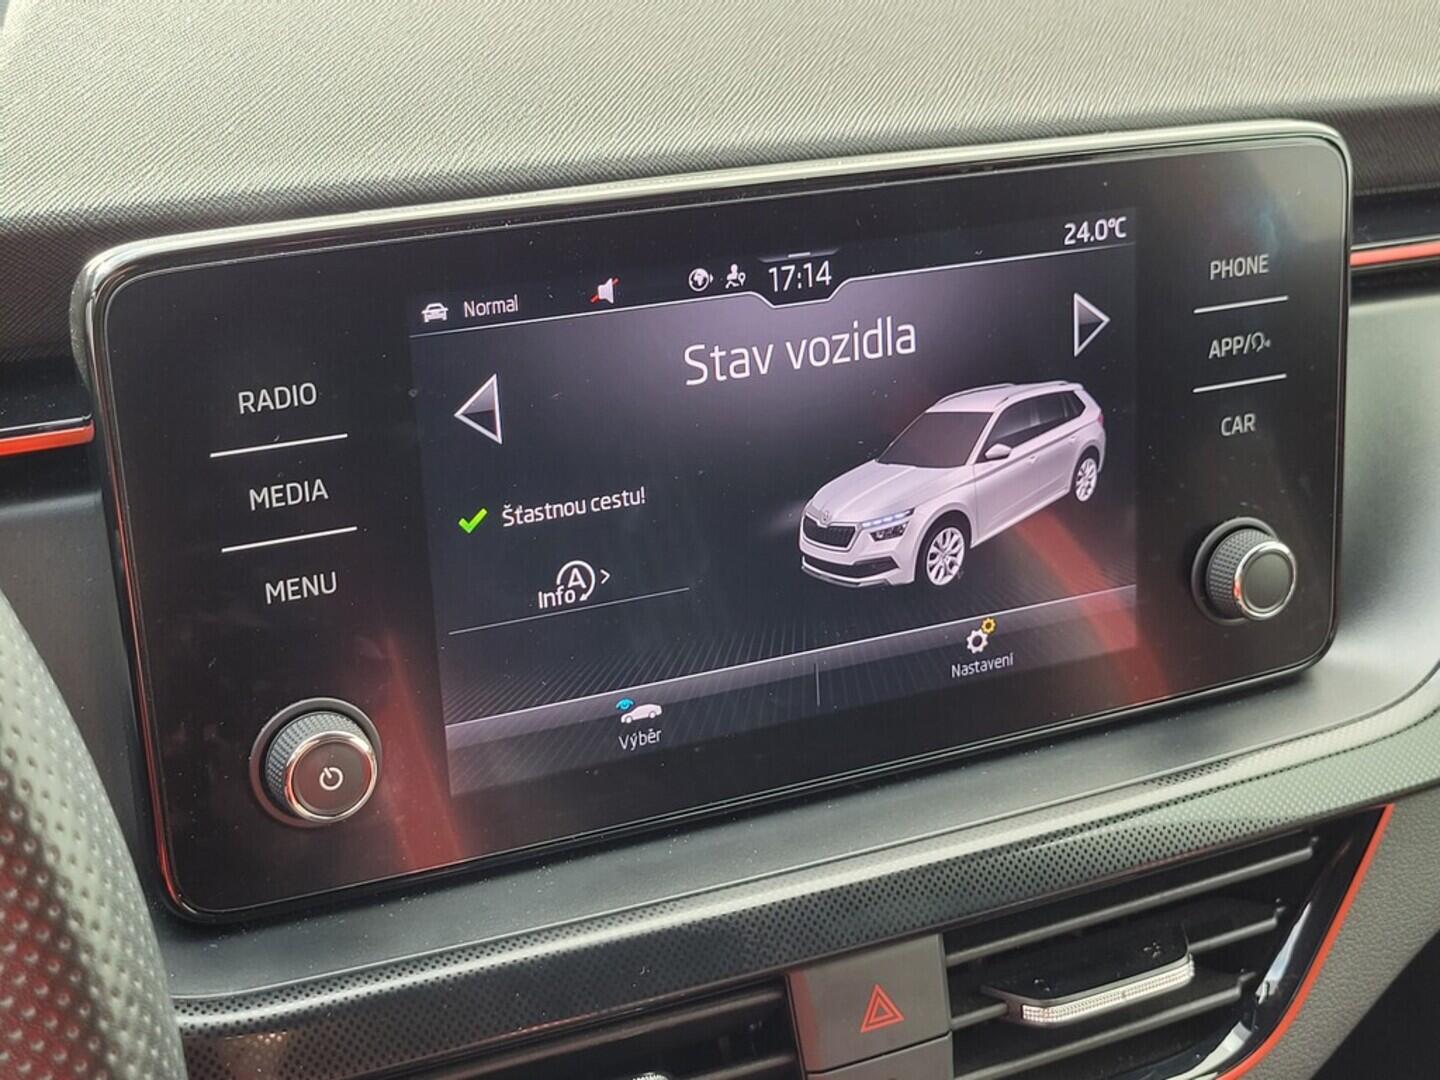 24.0°C
Normal
17:14
PHONE
Stav vozidla
APP/
RADIO
CAR
MEDIA
Šťastnou cestu!
MENU
A
Info
Nastavení
Výběr